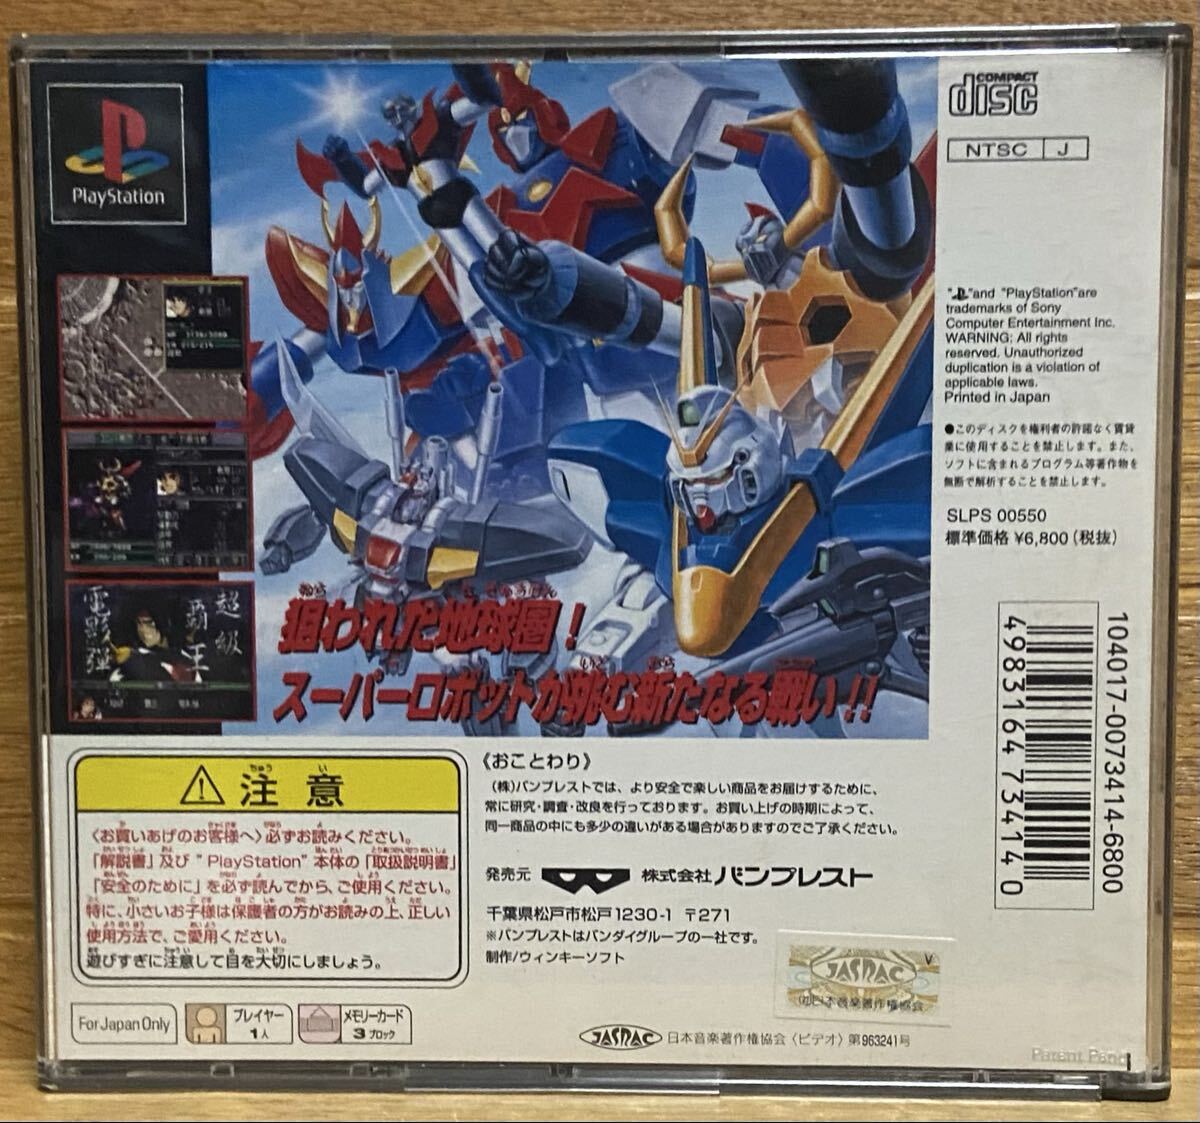 PlayStation
COMPACT
disc
NTSC J
"PS"and "PlayStation"are
trademarks of Sony
Computer Entertainment Inc.
WARNING: All rights
reserved. Unauthorized
duplication is a violation of
applicable laws.
Printed in Japan
●このディスクを権利者の許諾なく賃貸
業に使用することを禁止します。また、
ソフトに含まれるプログラム等著作物を
無断で解析することを禁止します。
SLPS 00550
標準価格 ¥6,800(税抜)
104017-0073414-6800
4983164734140
超級
覇王
電影弾
狙われた地球圏!
スーパーロボットが挑む新たなる戦い!!
注意
〈お買いあげのお客様へ〉必ずお読みください。
「解説書」及び"PlayStation"本体の「取扱説明書」
「安全のために」を必ず読んでから、ご使用ください。
特に、小さいお子様は保護者の方がお読みの上、正しい
使用方法で、ご愛用ください。
遊びすぎに注意して目を大切にしましょう。
For Japan Only
プレイヤー
1人
メモリーカード
3ブロック
《おことわり》
(株)バンプレストでは、より安全で楽しい商品をお届けするために、
常に研究・調査・改良を行っております。お買い上げの時期によって、
同一商品の中にも多少の違いがある場合がありますのでご了承ください。
発売元 株式会社バンプレスト
千葉県松戸市松戸1230-1 〒271
※バンプレストはバンダイグループの一社です。
制作/ウィンキーソフト
JASRAC
V
(社)日本音楽著作権協会
JASRAC 日本音楽著作権協会〈ビデオ〉第963241号